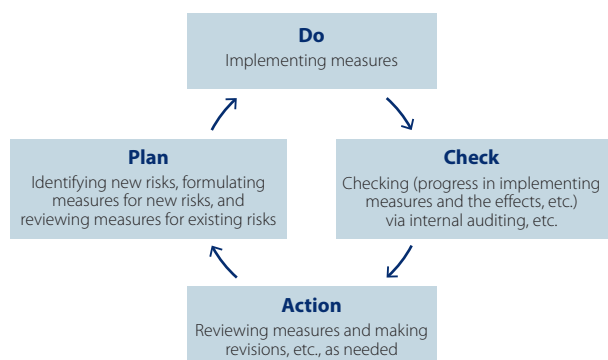 Do
Implementing measures
Plan
Identifying new risks, formulating
measures for new risks, and
reviewing measures for existing risks
Check
Checking (progress in implementing
measures and the effects, etc.)
via internal auditing, etc.
Action
Reviewing measures and making
revisions, etc., as needed